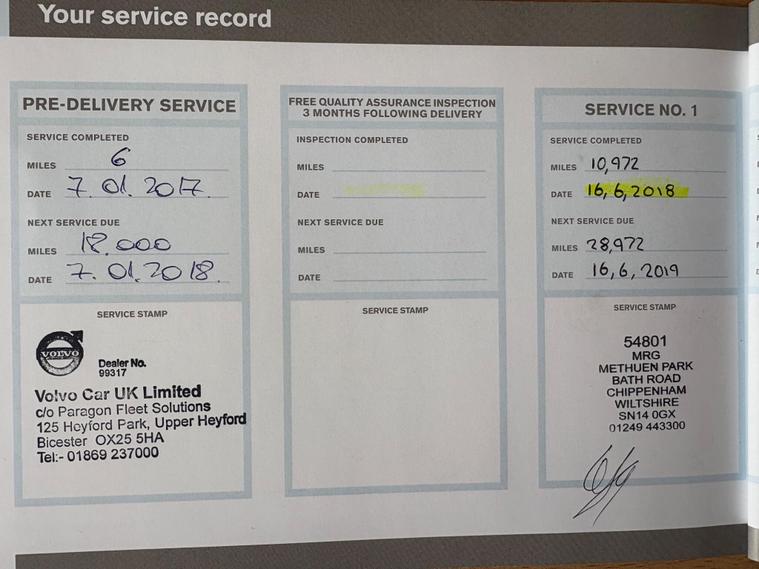 Your service record
PRE-DELIVERY SERVICE
SERVICE COMPLETED
MILES 6
DATE 7.01.2017.
NEXT SERVICE DUE
MILES 18.000
DATE 7.01.2018.
SERVICE STAMP
VOLVO
Dealer No.
99317
Volvo Car UK Limited
c/o Paragon Fleet Solutions
125 Heyford Park, Upper Heyford
Bicester OX25 5HA
Tel:- 01869 237000
FREE QUALITY ASSURANCE INSPECTION
3 MONTHS FOLLOWING DELIVERY
INSPECTION COMPLETED
MILES
DATE
NEXT SERVICE DUE
MILES
DATE
SERVICE STAMP
SERVICE NO. 1
SERVICE COMPLETED
MILES 10,972
DATE 16,6,2018
NEXT SERVICE DUE
MILES 28,972
DATE 16,6,2019
SERVICE STAMP
54801
MRG
METHUEN PARK
BATH ROAD
CHIPPENHAM
WILTSHIRE
SN14 0GX
01249 443300